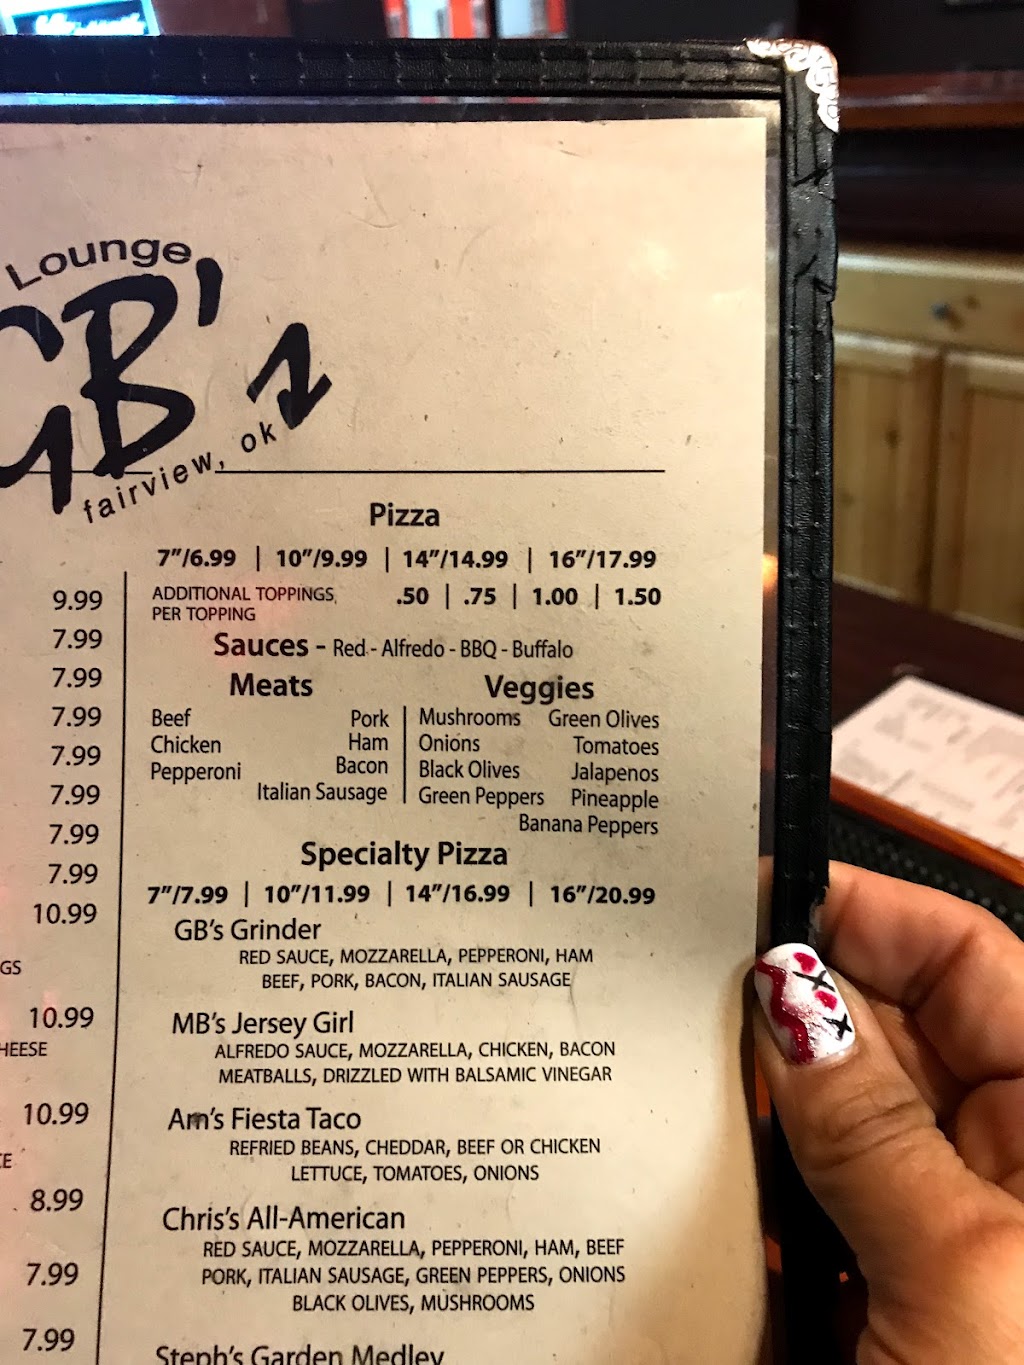 Lounge
GB'z
fairview, ok
Pizza
7"/6.99 | 10"/9.99 | 14"/14.99 | 16"/17.99
ADDITIONAL TOPPINGS, PER TOPPING .50 | .75 | 1.00 | 1.50
Sauces - Red - Alfredo - BBQ - Buffalo
Meats
Beef Pork
Chicken Ham
Pepperoni Bacon
Italian Sausage
Veggies
Mushrooms Green Olives
Onions Tomatoes
Black Olives Jalapenos
Green Peppers Pineapple
Banana Peppers
Specialty Pizza
7"/7.99 | 10"/11.99 | 14"/16.99 | 16"/20.99
GB's Grinder
RED SAUCE, MOZZARELLA, PEPPERONI, HAM
BEEF, PORK, BACON, ITALIAN SAUSAGE
MB's Jersey Girl
ALFREDO SAUCE, MOZZARELLA, CHICKEN, BACON
MEATBALLS, DRIZZLED WITH BALSAMIC VINEGAR
Am's Fiesta Taco
REFRIED BEANS, CHEDDAR, BEEF OR CHICKEN
LETTUCE, TOMATOES, ONIONS
Chris's All-American
RED SAUCE, MOZZARELLA, PEPPERONI, HAM, BEEF
PORK, ITALIAN SAUSAGE, GREEN PEPPERS, ONIONS
BLACK OLIVES, MUSHROOMS
Steph's Garden Medley
9.99
7.99
7.99
7.99
7.99
7.99
7.99
7.99
10.99
GS
10.99
HEESE
10.99
CE
8.99
7.99
7.99